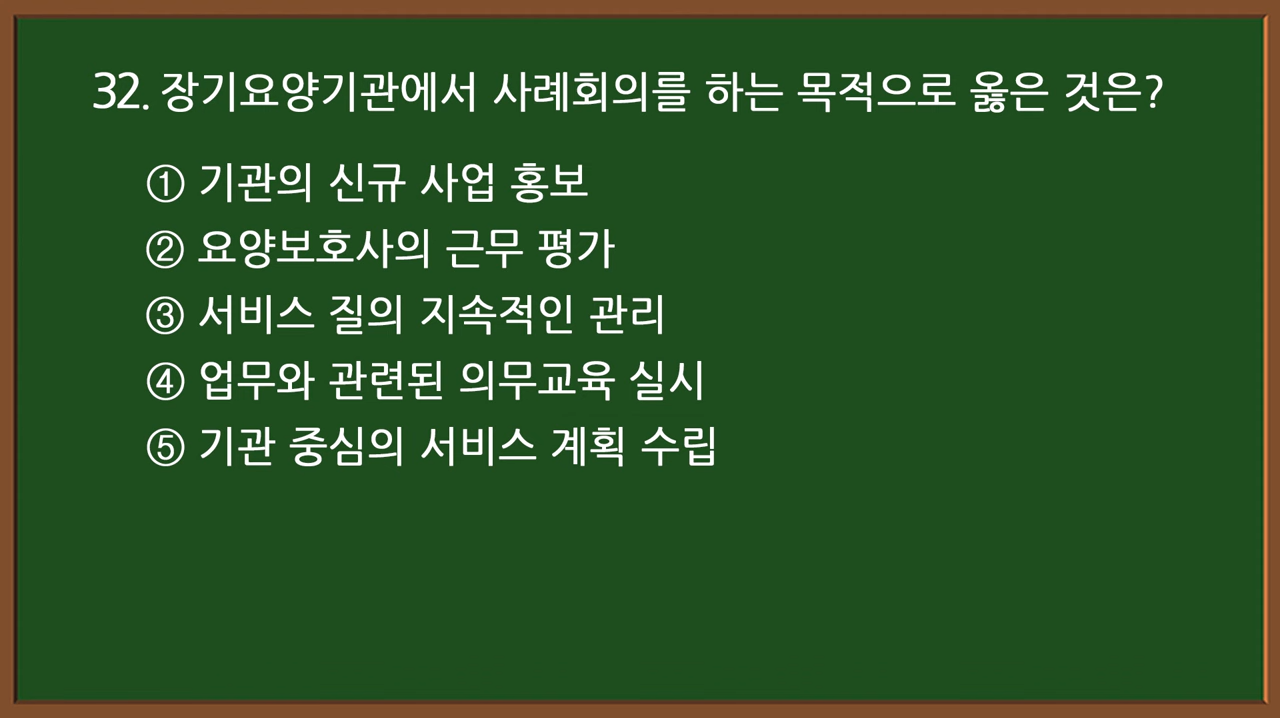 32. 장기요양기관에서 사례회의를 하는 목적으로 옳은 것은?
① 기관의 신규 사업 홍보
② 요양보호사의 근무 평가
③ 서비스 질의 지속적인 관리
④ 업무와 관련된 의무교육 실시
⑤ 기관 중심의 서비스 계획 수립